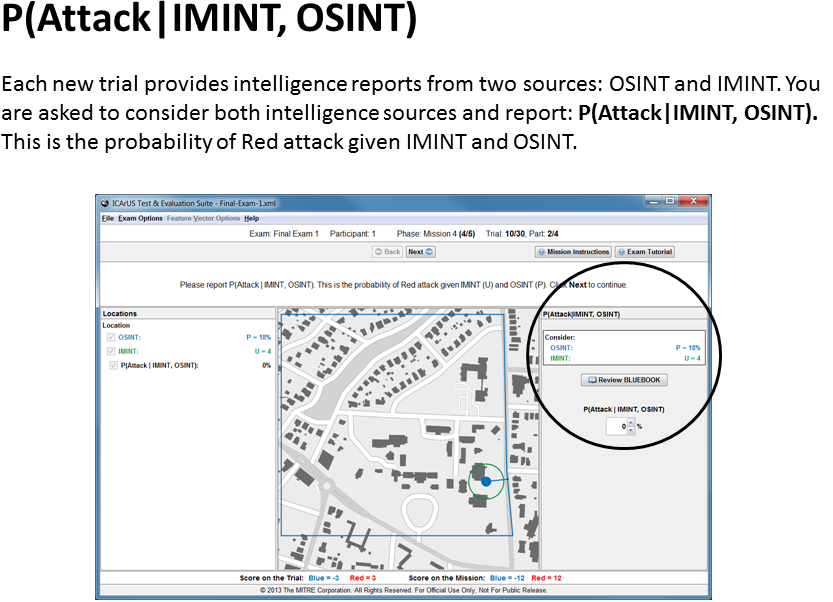 P(Attack|IMINT, OSINT)
Each new trial provides intelligence reports from two sources: OSINT and IMINT. You
are asked to consider both intelligence sources and report: P(Attack|IMINT, OSINT).
This is the probability of Red attack given IMINT and OSINT.
ICArUS Test & Evaluation Suite - Final-Exam-1.xml
File Exam Options Feature Vector Options Help
Exam: Final Exam 1 Participant: 1 Phase: Mission 4 (4/5) Trial: 10/30, Part: 2/4
Back Next Mission Instructions Exam Tutorial
Please report P(Attack | IMINT, OSINT). This is the probability of Red attack given IMINT (U) and OSINT (P). Click Next to continue.
Locations
Location
OSINT: P = 18%
IMINT: U = 4
P(Attack | IMINT, OSINT): 0%
P(Attack|IMINT, OSINT)
Consider:
OSINT: P = 18%
IMINT: U = 4
Review BLUEBOOK
P(Attack | IMINT, OSINT)
0 %
Score on the Trial: Blue = -3 Red = 3 Score on the Mission: Blue = -12 Red = 12
© 2013 The MITRE Corporation. All Rights Reserved. For Official Use Only, Not For Public Release.